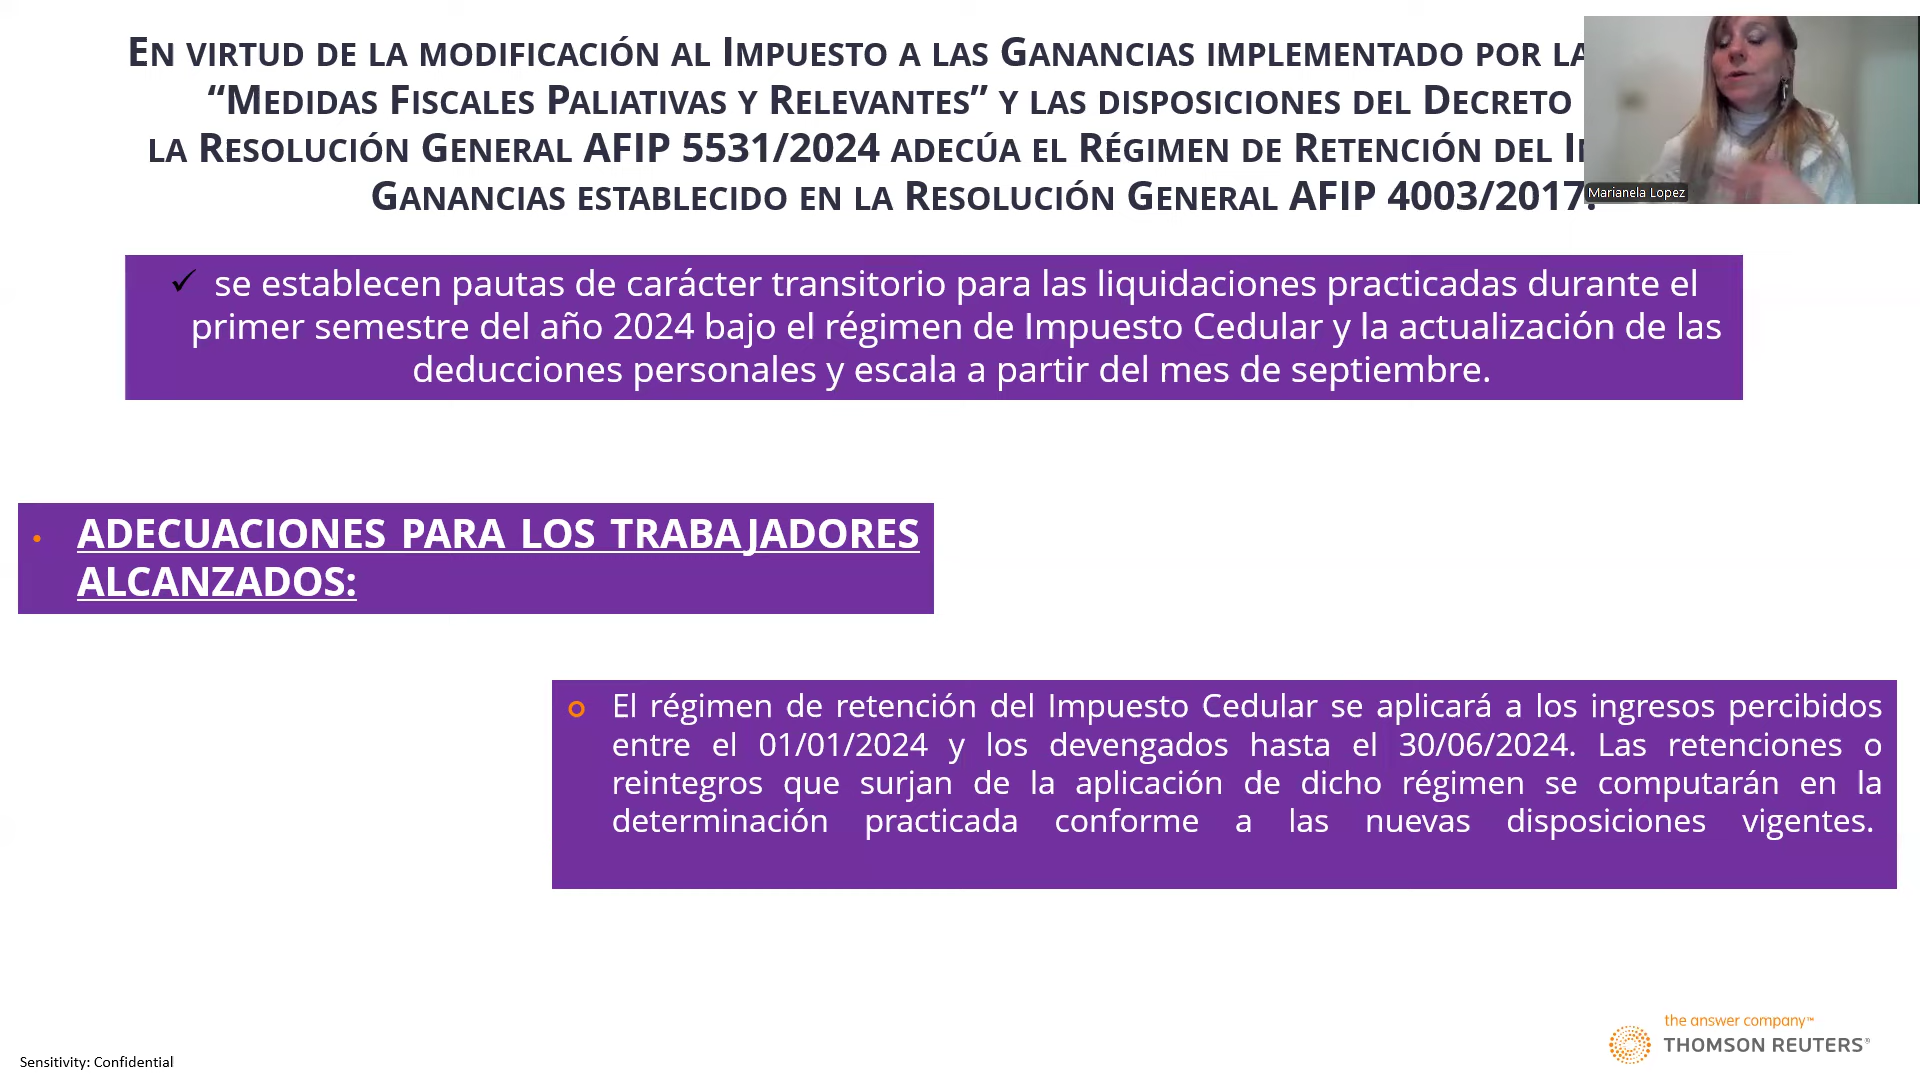 EN VIRTUD DE LA MODIFICACIÓN AL IMPUESTO A LAS GANANCIAS IMPLEMENTADO POR LA
“MEDIDAS FISCALES PALIATIVAS Y RELEVANTES” Y LAS DISPOSICIONES DEL DECRETO
LA RESOLUCIÓN GENERAL AFIP 5531/2024 ADECÚA EL RÉGIMEN DE RETENCIÓN DEL
GANANCIAS ESTABLECIDO EN LA RESOLUCIÓN GENERAL AFIP 4003/2017.
Marianela Lopez
✓ se establecen pautas de carácter transitorio para las liquidaciones practicadas durante el
primer semestre del año 2024 bajo el régimen de Impuesto Cedular y la actualización de las
deducciones personales y escala a partir del mes de septiembre.
• ADECUACIONES PARA LOS TRABAJADORES
ALCANZADOS:
El régimen de retención del Impuesto Cedular se aplicará a los ingresos percibidos
entre el 01/01/2024 y los devengados hasta el 30/06/2024. Las retenciones o
reintegros que surjan de la aplicación de dicho régimen se computarán en la
determinación practicada conforme a las nuevas disposiciones vigentes.
the answer company™
THOMSON REUTERS®
Sensitivity: Confidential